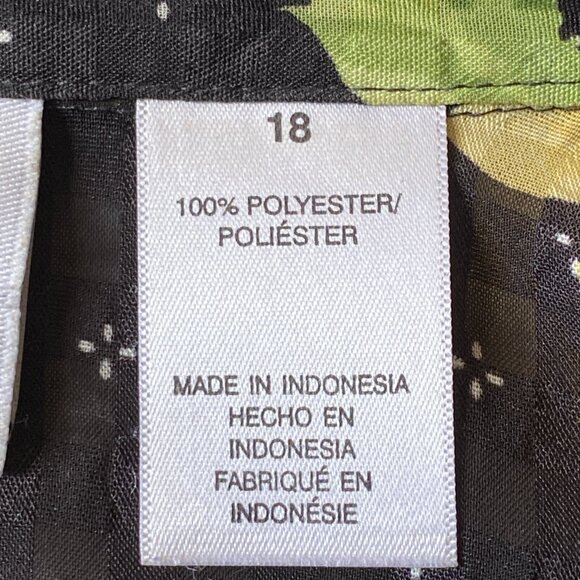 18
100% POLYESTER/
POLIÉSTER
MADE IN INDONESIA
HECHO EN
INDONESIA
FABRIQUÉ EN
INDONÉSIE